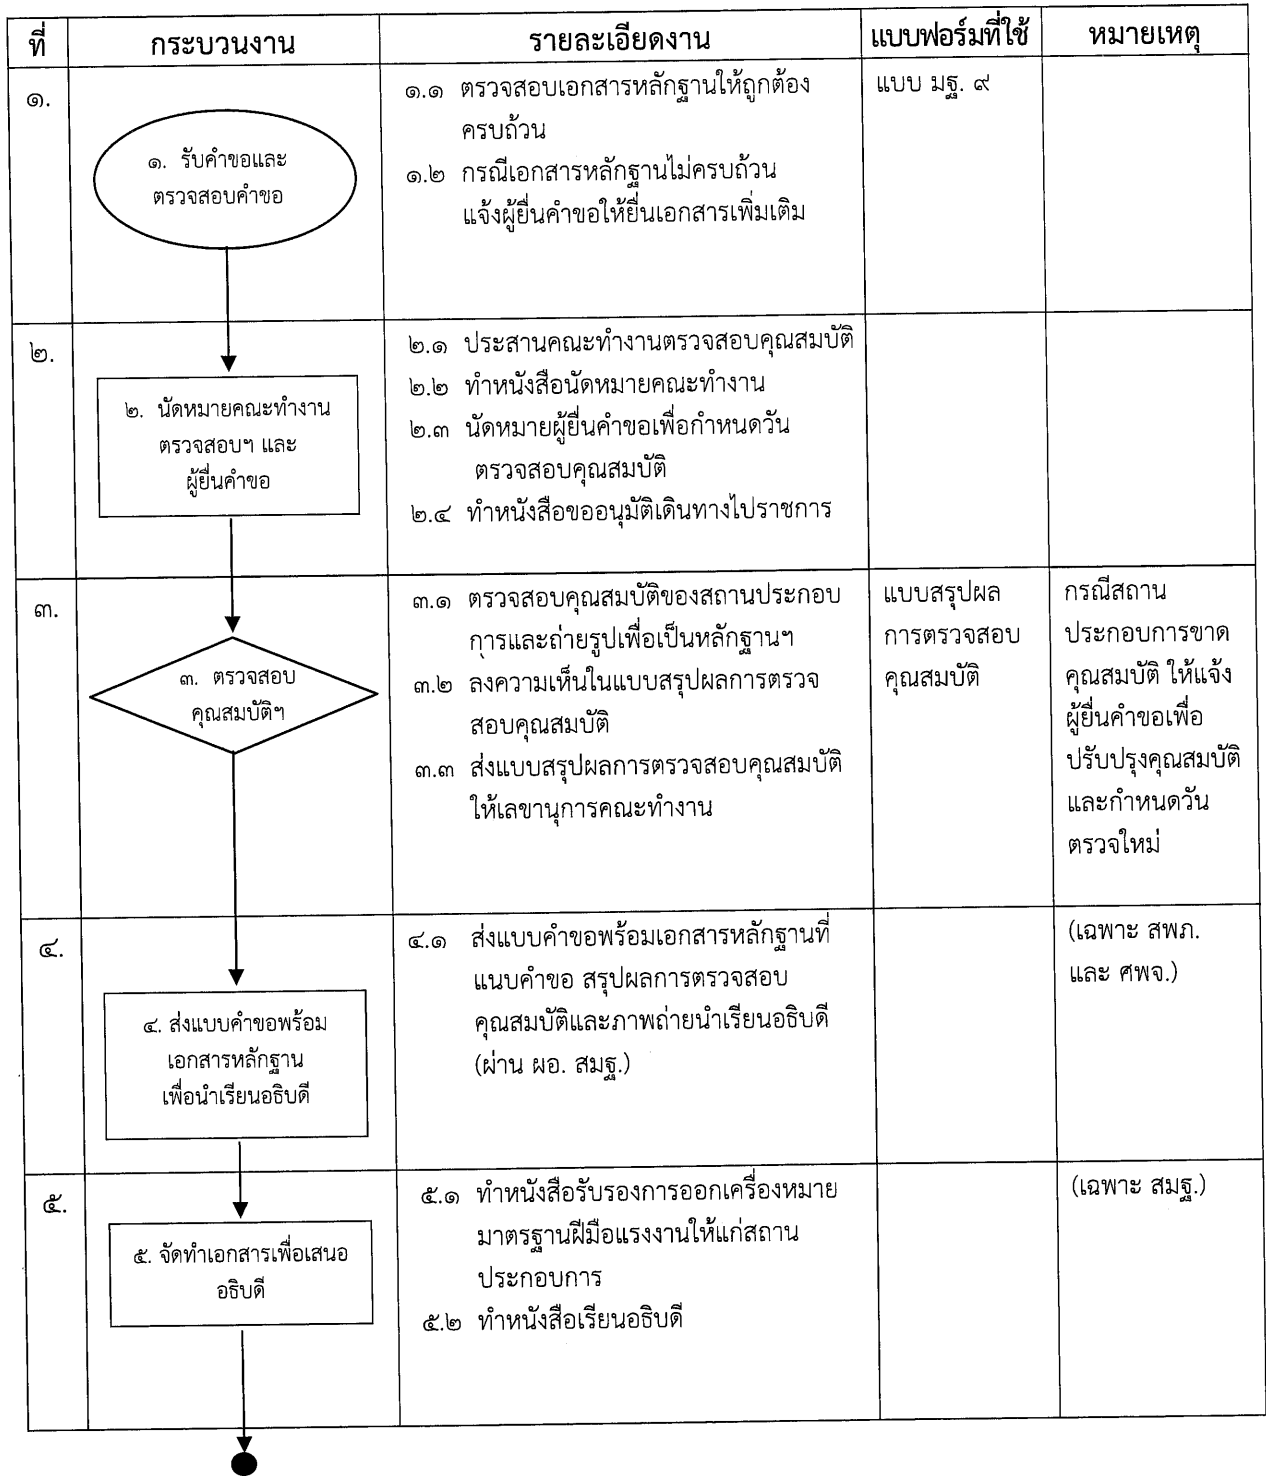 ที่ กระบวนงาน รายละเอียดงาน แบบฟอร์มที่ใช้ หมายเหตุ
๑.
๑. รับคำขอและ
ตรวจสอบคำขอ
๑.๑ ตรวจสอบเอกสารหลักฐานให้ถูกต้อง
ครบถ้วน
๑.๒ กรณีเอกสารหลักฐานไม่ครบถ้วน
แจ้งผู้ยื่นคำขอให้ยื่นเอกสารเพิ่มเติม
แบบ มฐ. ๙
๒.
๒. นัดหมายคณะทำงาน
ตรวจสอบฯ และ
ผู้ยื่นคำขอ
๒.๑ ประสานคณะทำงานตรวจสอบคุณสมบัติ
๒.๒ ทำหนังสือนัดหมายคณะทำงาน
๒.๓ นัดหมายผู้ยื่นคำขอเพื่อกำหนดวัน
ตรวจสอบคุณสมบัติ
๒.๔ ทำหนังสือขออนุมัติเดินทางไปราชการ
๓.
๓. ตรวจสอบ
คุณสมบัติฯ
๓.๑ ตรวจสอบคุณสมบัติของสถานประกอบ
การและถ่ายรูปเพื่อเป็นหลักฐานฯ
๓.๒ ลงความเห็นในแบบสรุปผลการตรวจ
สอบคุณสมบัติ
๓.๓ ส่งแบบสรุปผลการตรวจสอบคุณสมบัติ
ให้เลขานุการคณะทำงาน
แบบสรุปผล
การตรวจสอบ
คุณสมบัติ
กรณีสถาน
ประกอบการขาด
คุณสมบัติ ให้แจ้ง
ผู้ยื่นคำขอเพื่อ
ปรับปรุงคุณสมบัติ
และกำหนดวัน
ตรวจใหม่
๔.
๔. ส่งแบบคำขอพร้อม
เอกสารหลักฐาน
เพื่อนำเรียนอธิบดี
๔.๑ ส่งแบบคำขอพร้อมเอกสารหลักฐานที่
แนบคำขอ สรุปผลการตรวจสอบ
คุณสมบัติและภาพถ่ายนำเรียนอธิบดี
(ผ่าน ผอ. สมฐ.)
(เฉพาะ สพภ.
และ ศพจ.)
๕.
๕. จัดทำเอกสารเพื่อเสนอ
อธิบดี
๕.๑ ทำหนังสือรับรองการออกเครื่องหมาย
มาตรฐานฝีมือแรงงานให้แก่สถาน
ประกอบการ
๕.๒ ทำหนังสือเรียนอธิบดี
(เฉพาะ สมฐ.)